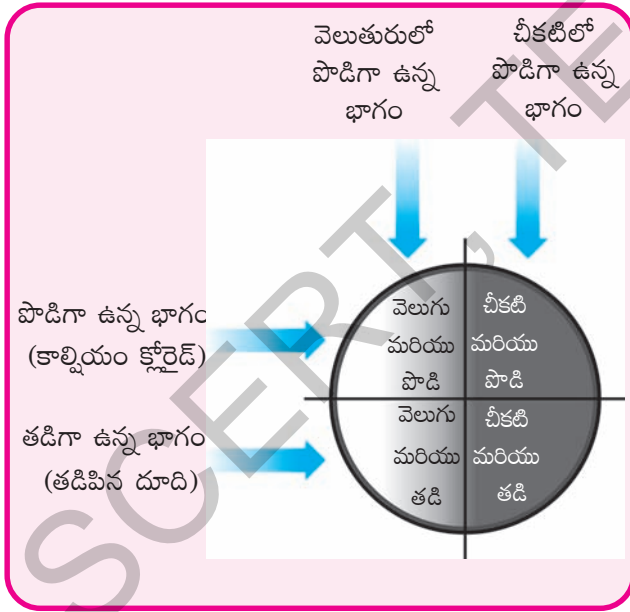 వెలుతురులో
పొడిగా ఉన్న
భాగం
చీకటిలో
పొడిగా ఉన్న
భాగం
పొడిగా ఉన్న భాగం
(కాల్షియం క్లోరైడ్)
తడిగా ఉన్న భాగం
(తడిపిన దూది)
వెలుగు
మరియు
పొడి
చీకటి
మరియు
పొడి
వెలుగు
మరియు
తడి
చీకటి
మరియు
తడి
SCERT, TE